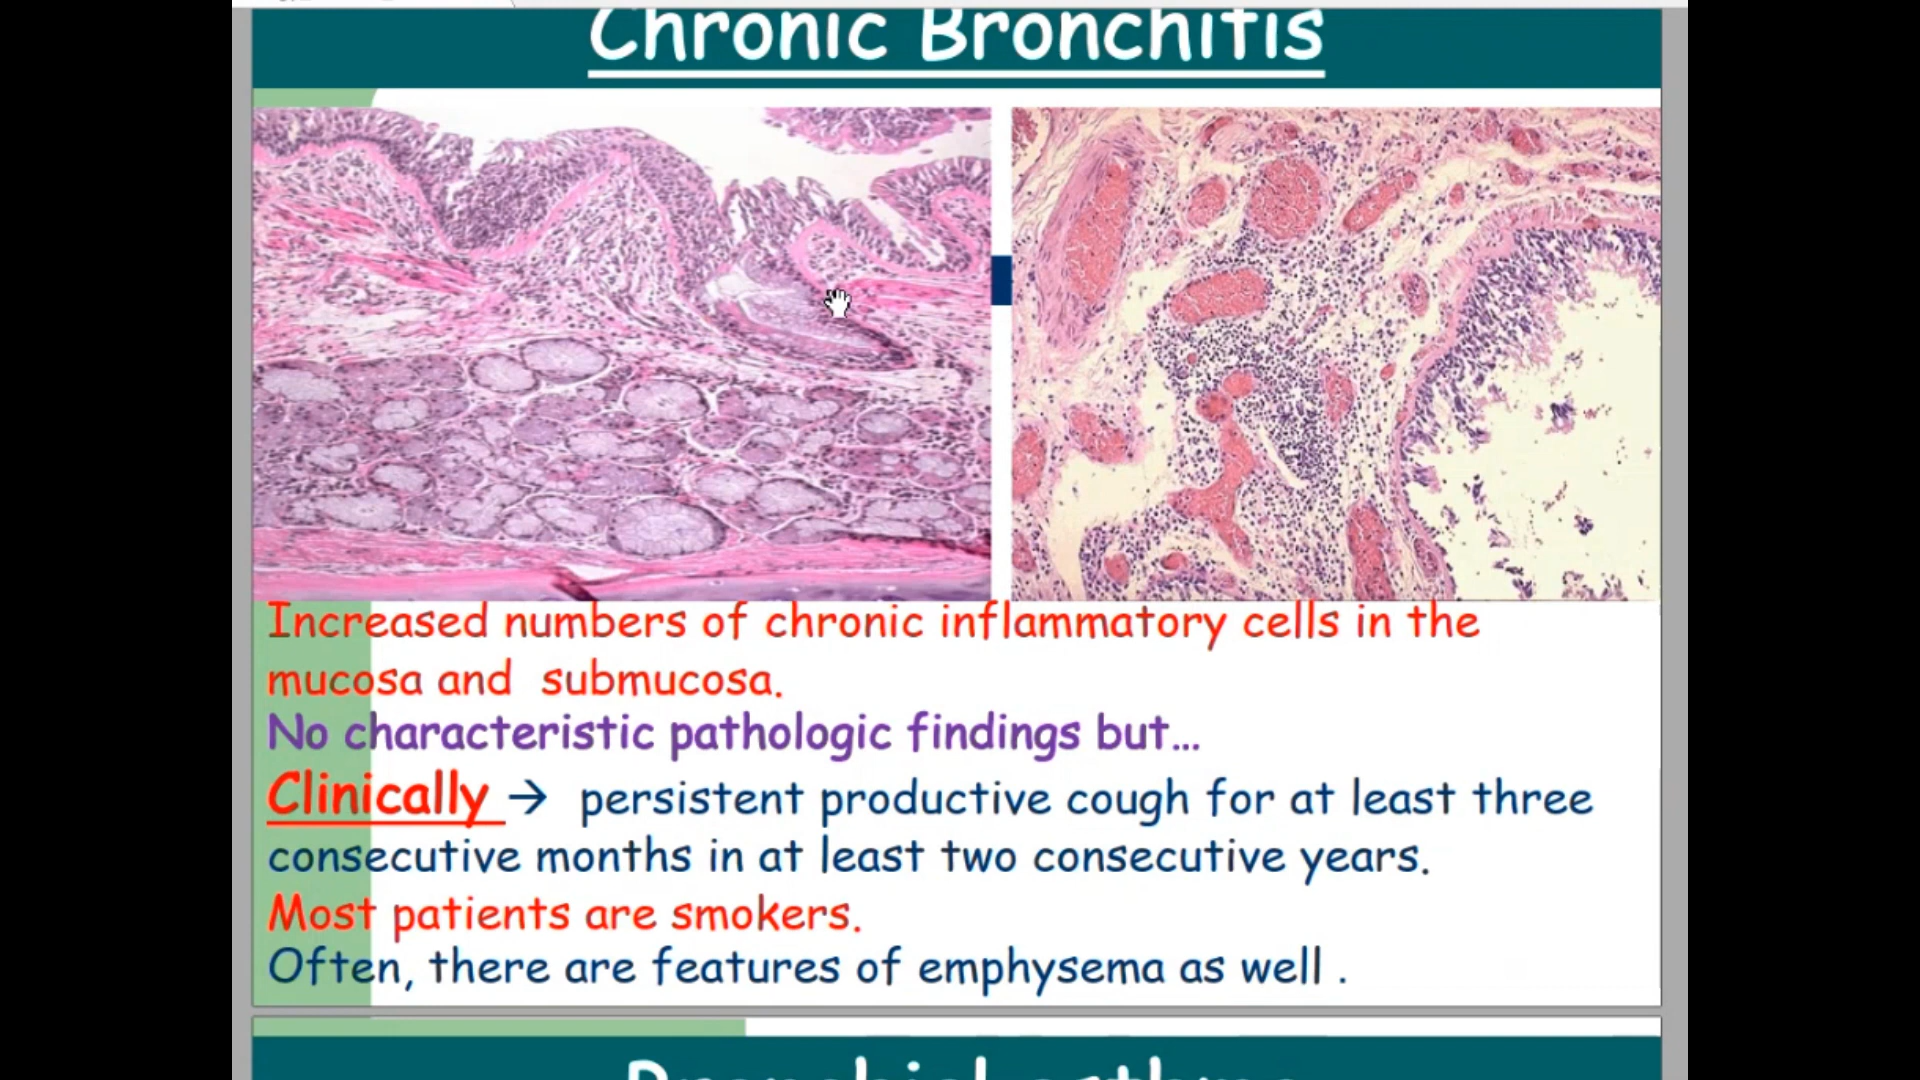 Chronic Bronchitis
Increased numbers of chronic inflammatory cells in the
mucosa and submucosa.
No characteristic pathologic findings but...
Clinically → persistent productive cough for at least three
consecutive months in at least two consecutive years.
Most patients are smokers.
Often, there are features of emphysema as well .
Bronchial asthma